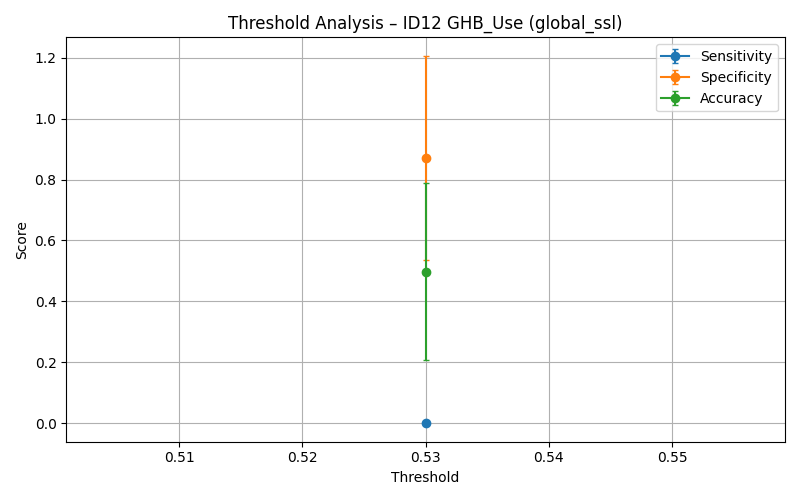 Threshold Analysis – ID12 GHB_Use (global_ssl)
Sensitivity
Specificity
Accuracy
Score
1.2
1.0
0.8
0.6
0.4
0.2
0.0
0.51 0.52 0.53 0.54 0.55
Threshold